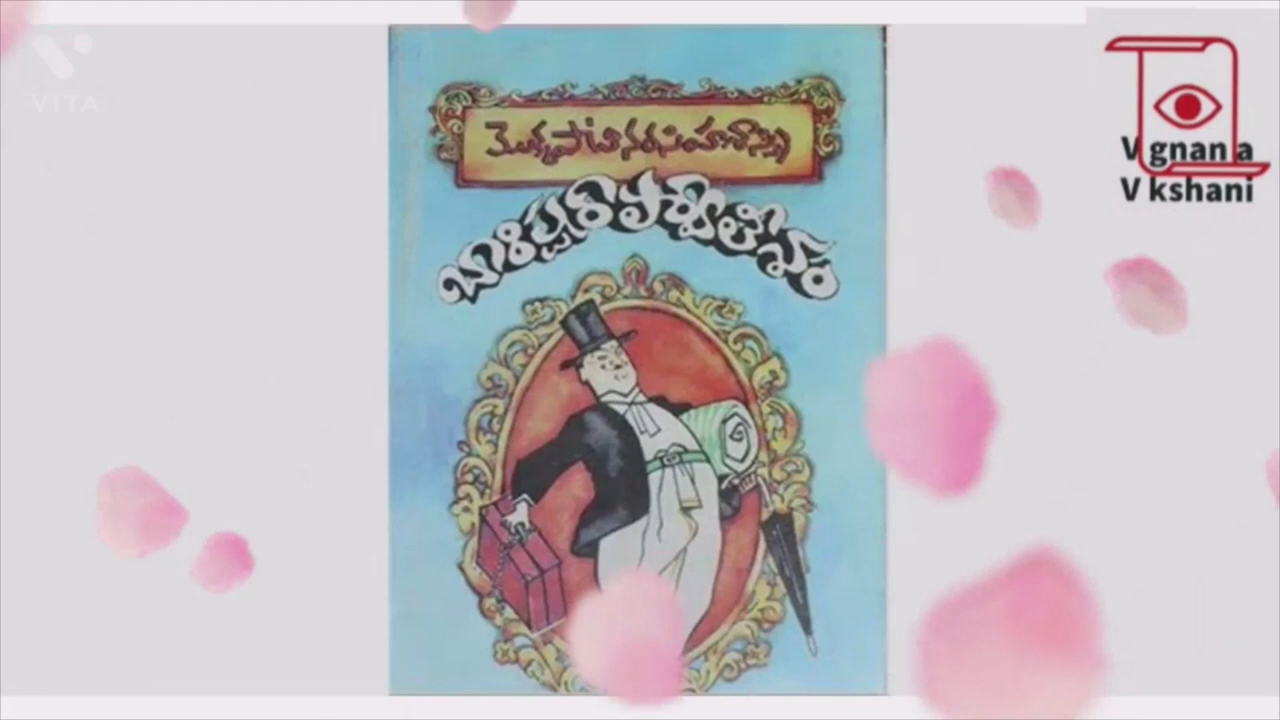 VITA
మొక్కపాటి నరసింహశాస్త్రి
బారిష్టరు పార్వతీశం
Vgnana
Vkshani